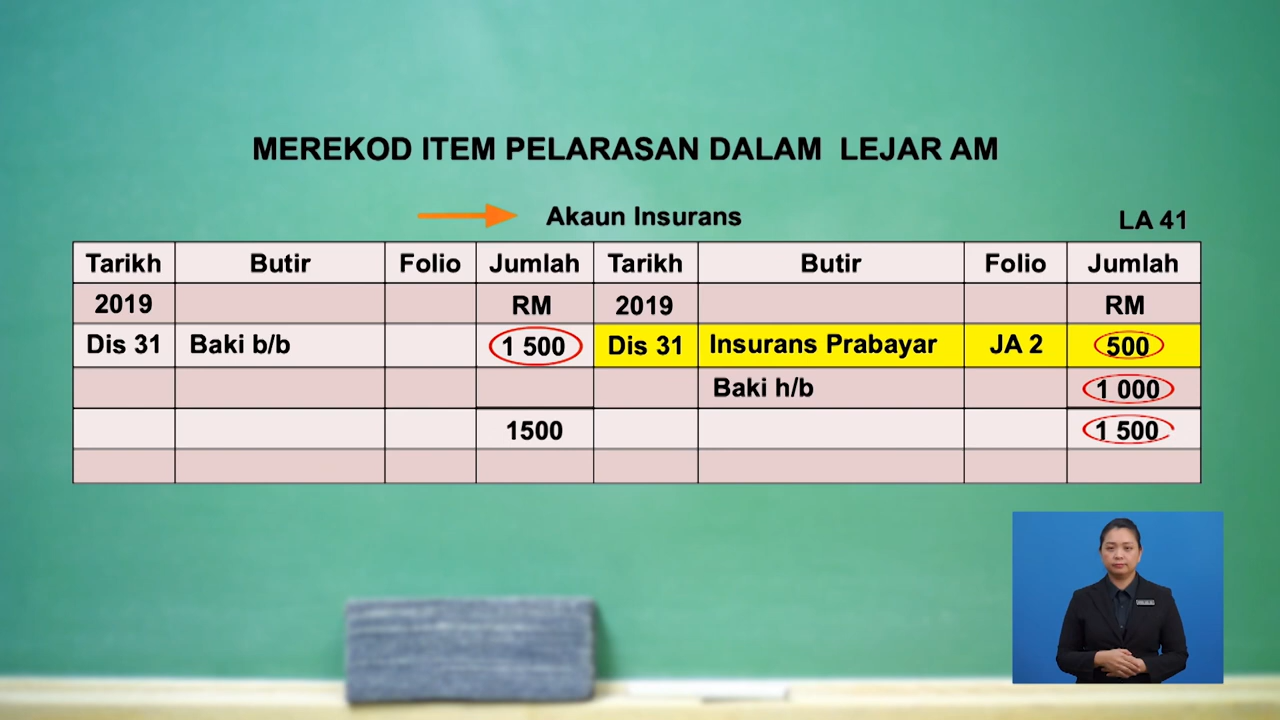 MEREKOD ITEM PELARASAN DALAM LEJAR AM
Akaun Insurans
LA 41
Tarikh Butir Folio Jumlah Tarikh Butir Folio Jumlah
2019 RM 2019 RM
Dis 31 Baki b/b 1 500 Dis 31 Insurans Prabayar JA 2 500
Baki h/b 1 000
1500 1 500